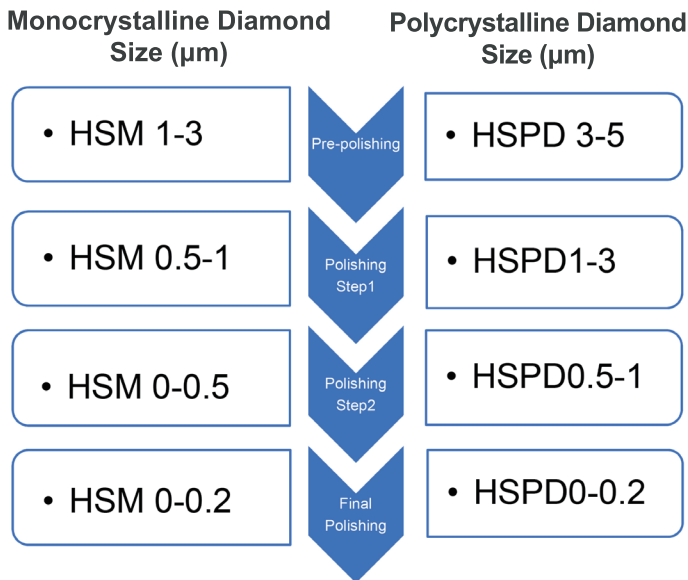 Monocrystalline Diamond
Size (µm)
Polycrystalline Diamond
Size (µm)
• HSM 1-3
Pre-polishing
• HSPD 3-5
• HSM 0.5-1
Polishing
Step1
• HSPD1-3
• HSM 0-0.5
Polishing
Step2
• HSPD0.5-1
• HSM 0-0.2
Final
Polishing
• HSPD0-0.2